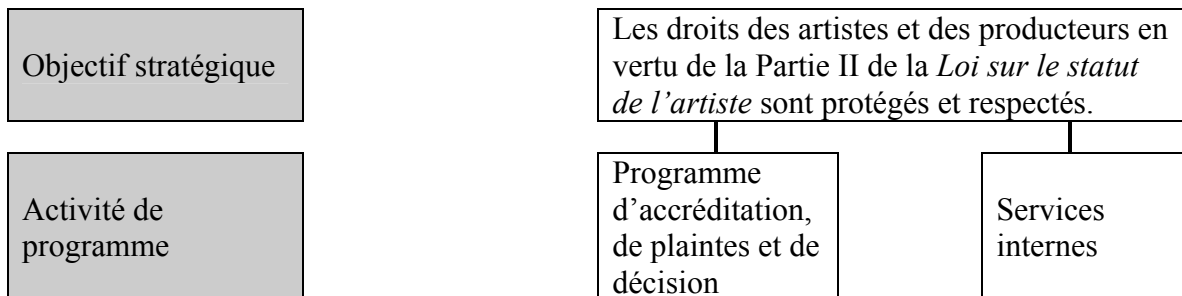 Objectif stratégique
Les droits des artistes et des producteurs en
vertu de la Partie II de la Loi sur le statut
de l’artiste sont protégés et respectés.
Activité de
programme
Programme
d’accréditation,
de plaintes et de
décision
Services
internes